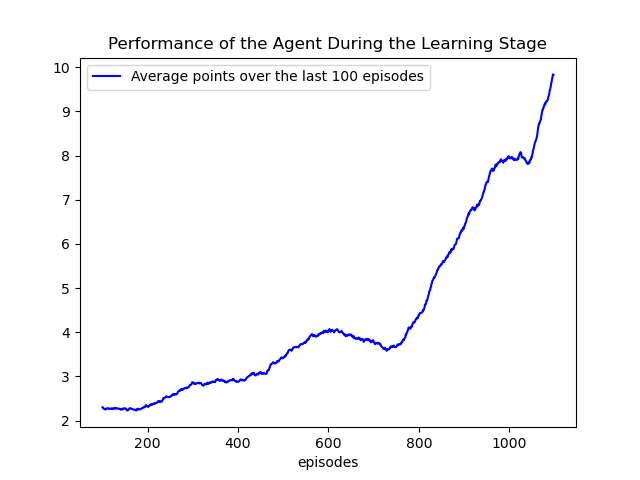 Performance of the Agent During the Learning Stage
Average points over the last 100 episodes
10
9
8
7
6
5
4
3
2
200 400 600 800 1000
episodes